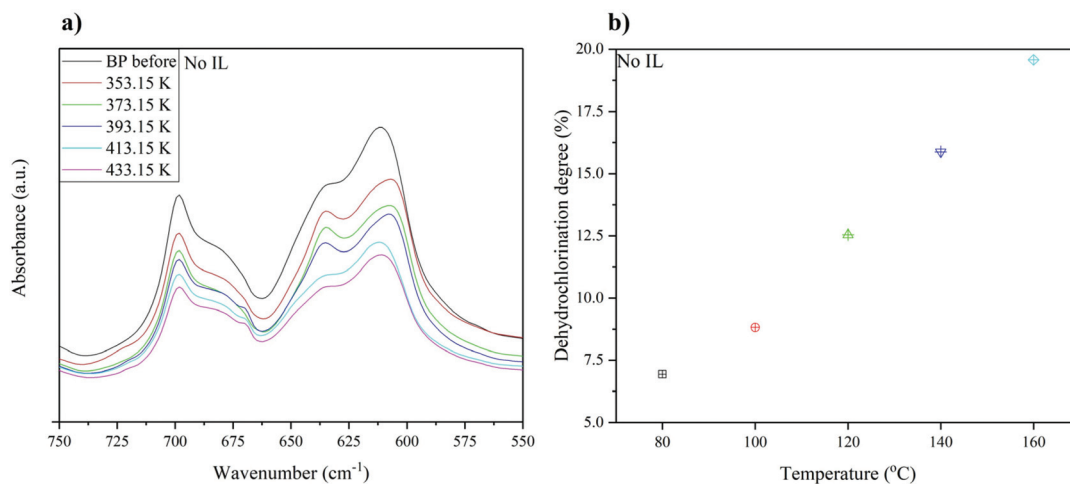 a)
BP before
353.15 K
373.15 K
393.15 K
413.15 K
433.15 K
No IL
Absorbance (a.u.)
750 725 700 675 650 625 600 575 550
Wavenumber (cm⁻¹)
b)
No IL
Dehydrochlorination degree (%)
20.0
17.5
15.0
12.5
10.0
7.5
5.0
80 100 120 140 160
Temperature (ºC)